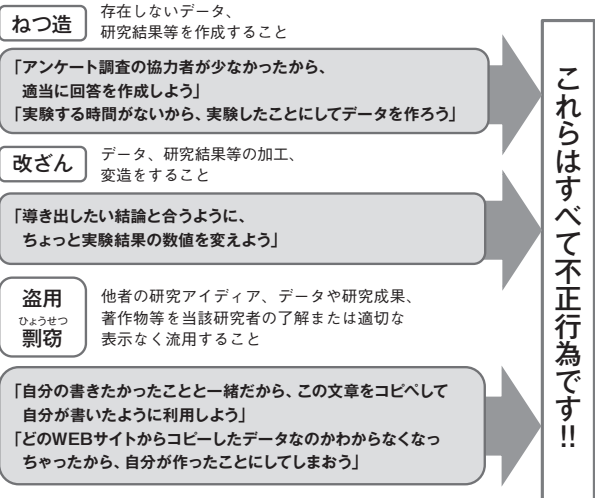 ねつ造
存在しないデータ、
研究結果等を作成すること
「アンケート調査の協力者が少なかったから、
適当に回答を作成しよう」
「実験する時間がないから、実験したことにしてデータを作ろう」
改ざん
データ、研究結果等の加工、
変造をすること
「導き出したい結論と合うように、
ちょっと実験結果の数値を変えよう」
盗用
ひょうせつ
剽窃
他者の研究アイディア、データや研究成果、
著作物等を当該研究者の了解または適切な
表示なく流用すること
「自分の書きたかったことと一緒だから、この文章をコピペして
自分が書いたように利用しよう」
「どのWEBサイトからコピーしたデータなのかわからなくなっ
ちゃったから、自分が作ったことにしてしまおう」
これらはすべて不正行為です!!